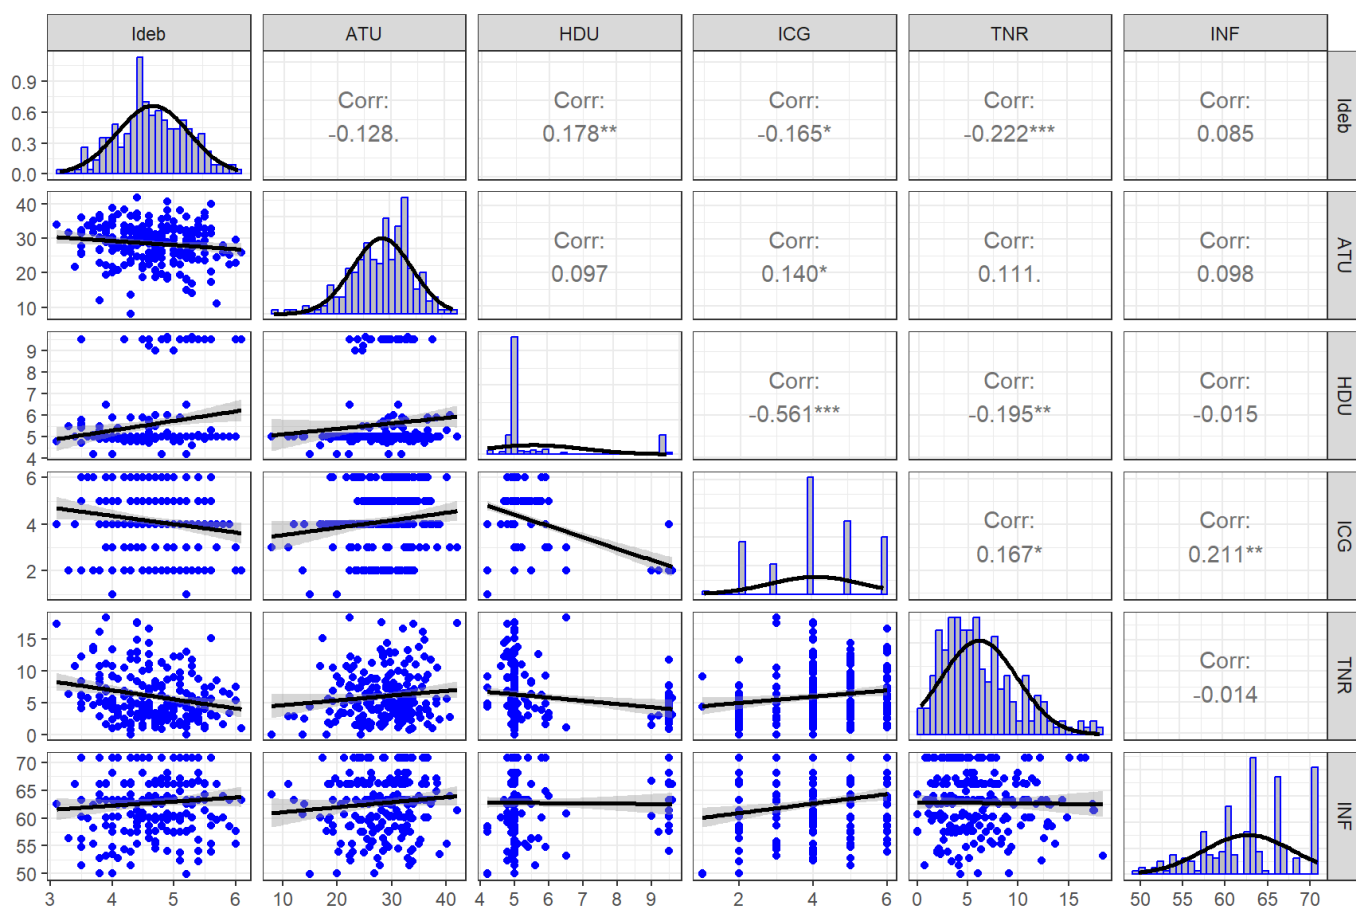 Ideb ATU HDU ICG TNR INF
0.9
0.6
0.3
0.0
Corr: Corr: Corr: Corr: Corr:
-0.128. 0.178** -0.165* -0.222*** 0.085
Ideb
40
30
20
10
Corr: Corr: Corr: Corr:
0.097 0.140* 0.111. 0.098
ATU
9
8
7
6
5
4
Corr: Corr: Corr:
-0.561*** -0.195** -0.015
HDU
6
4
2
Corr: Corr:
0.167* 0.211**
ICG
15
10
5
0
Corr:
-0.014
TNR
70
65
60
55
50
INF
3 4 5 6 10 20 30 40 4 5 6 7 8 9 2 4 6 0 5 10 15 50 55 60 65 70